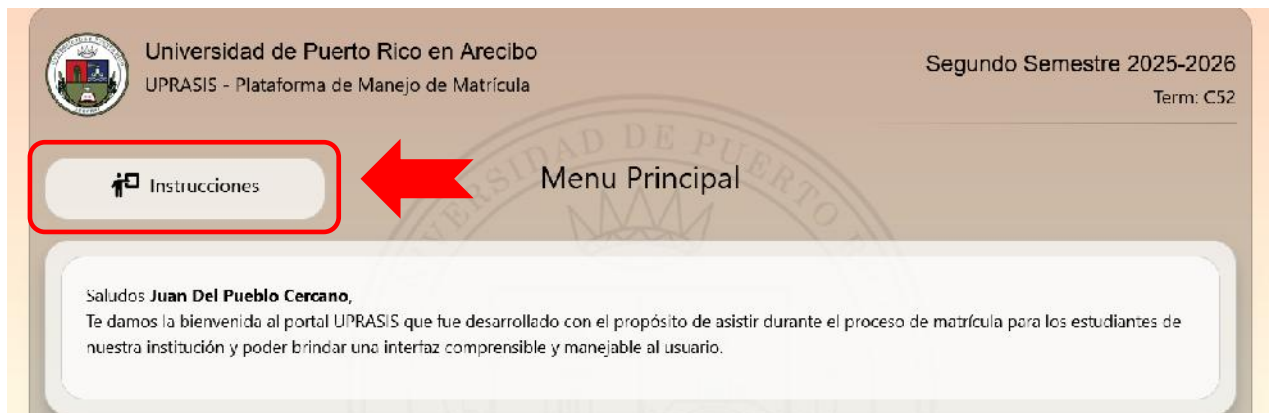 Universidad de Puerto Rico en Arecibo
UPRASIS - Plataforma de Manejo de Matrícula
Segundo Semestre 2025-2026
Term: C52
Instrucciones
Menu Principal
Saludos Juan Del Pueblo Cercano,
Te damos la bienvenida al portal UPRASIS que fue desarrollado con el propósito de asistir durante el proceso de matrícula para los estudiantes de
nuestra institución y poder brindar una interfaz comprensible y manejable al usuario.